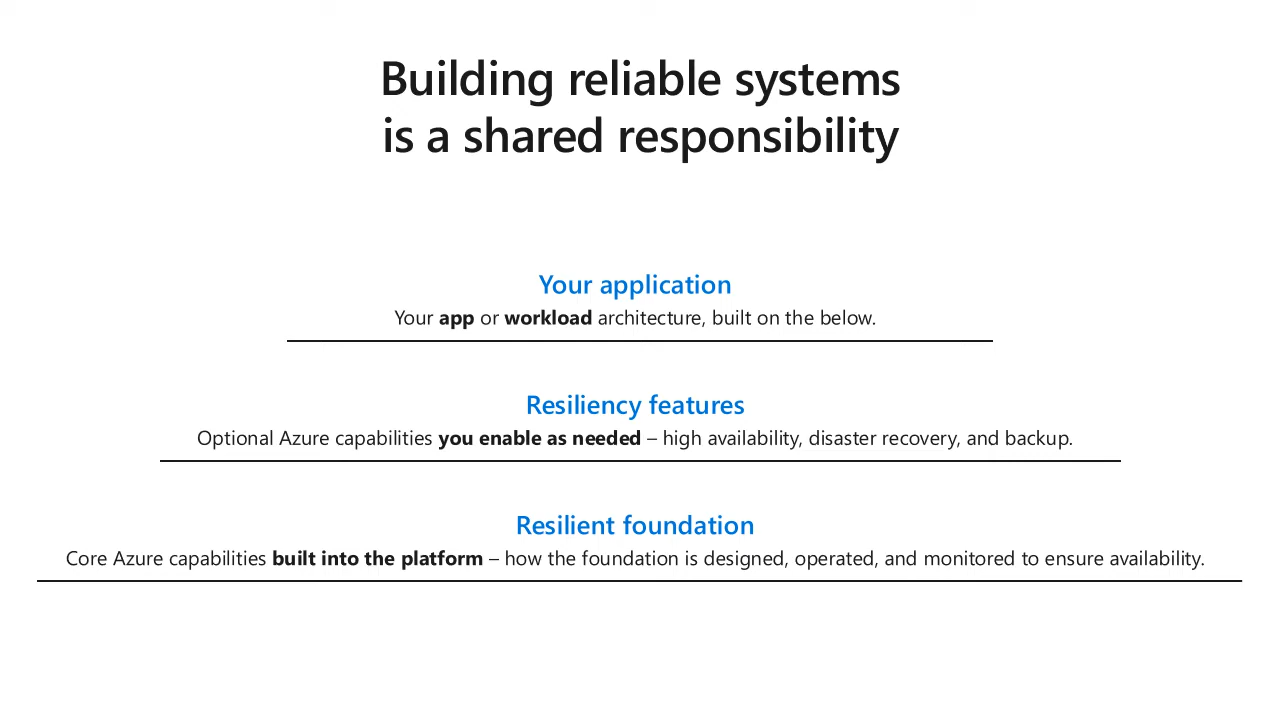 Building reliable systems
is a shared responsibility
Your application
Your app or workload architecture, built on the below.
Resiliency features
Optional Azure capabilities you enable as needed – high availability, disaster recovery, and backup.
Resilient foundation
Core Azure capabilities built into the platform – how the foundation is designed, operated, and monitored to ensure availability.